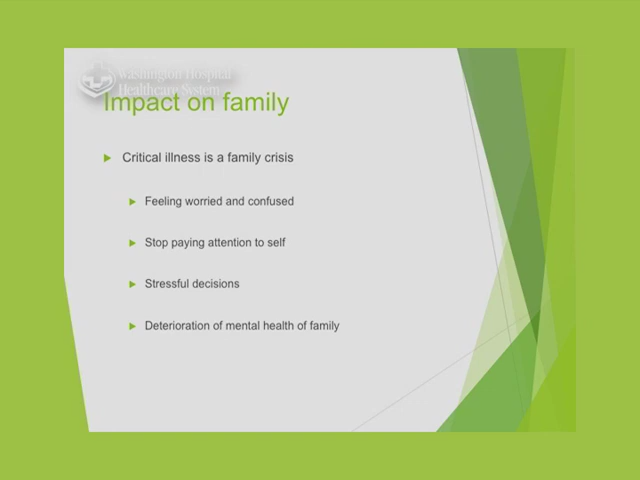 Washington Hospital
Healthcare System
Impact on family
Critical illness is a family crisis
Feeling worried and confused
Stop paying attention to self
Stressful decisions
Deterioration of mental health of family